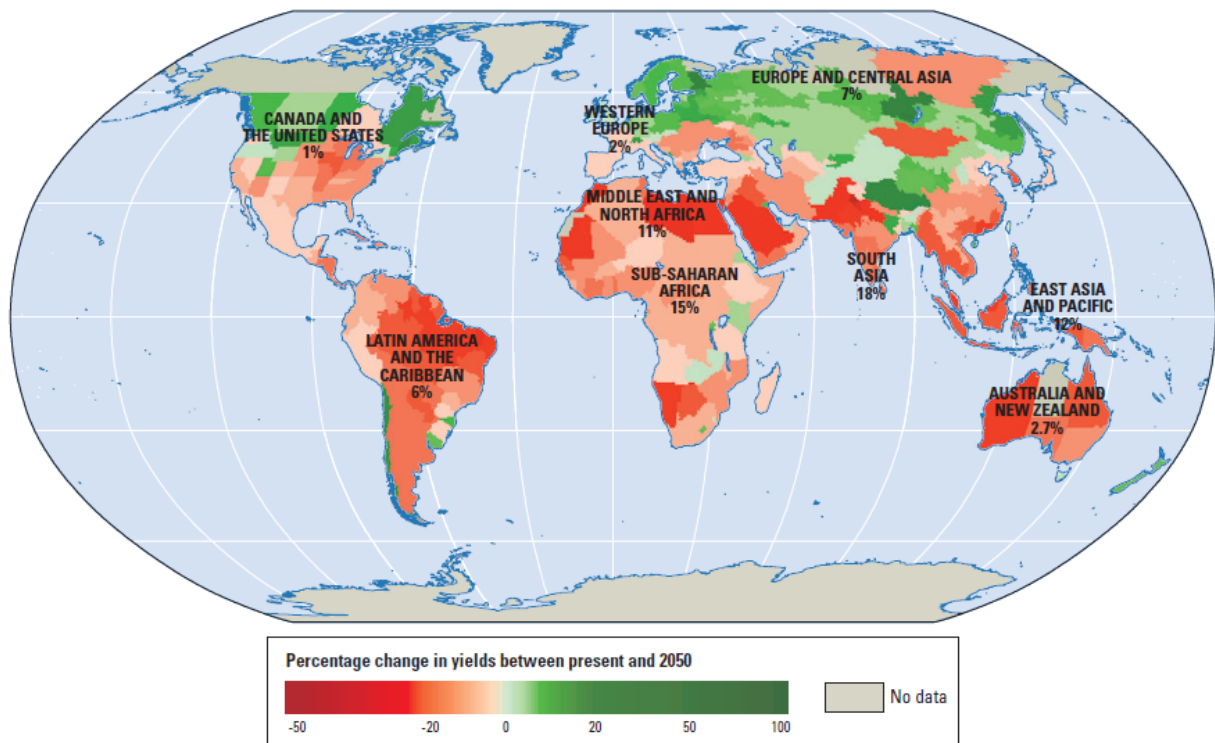 EUROPE AND CENTRAL ASIA
7%
CANADA AND
THE UNITED STATES
1%
WESTERN
EUROPE
2%
MIDDLE EAST AND
NORTH AFRICA
11%
SUB-SAHARAN
AFRICA
15%
SOUTH
ASIA
18%
EAST ASIA
AND PACIFIC
12%
LATIN AMERICA
AND THE
CARIBBEAN
6%
AUSTRALIA AND
NEW ZEALAND
2.7%
Percentage change in yields between present and 2050
No data
-50 -20 0 20 50 100